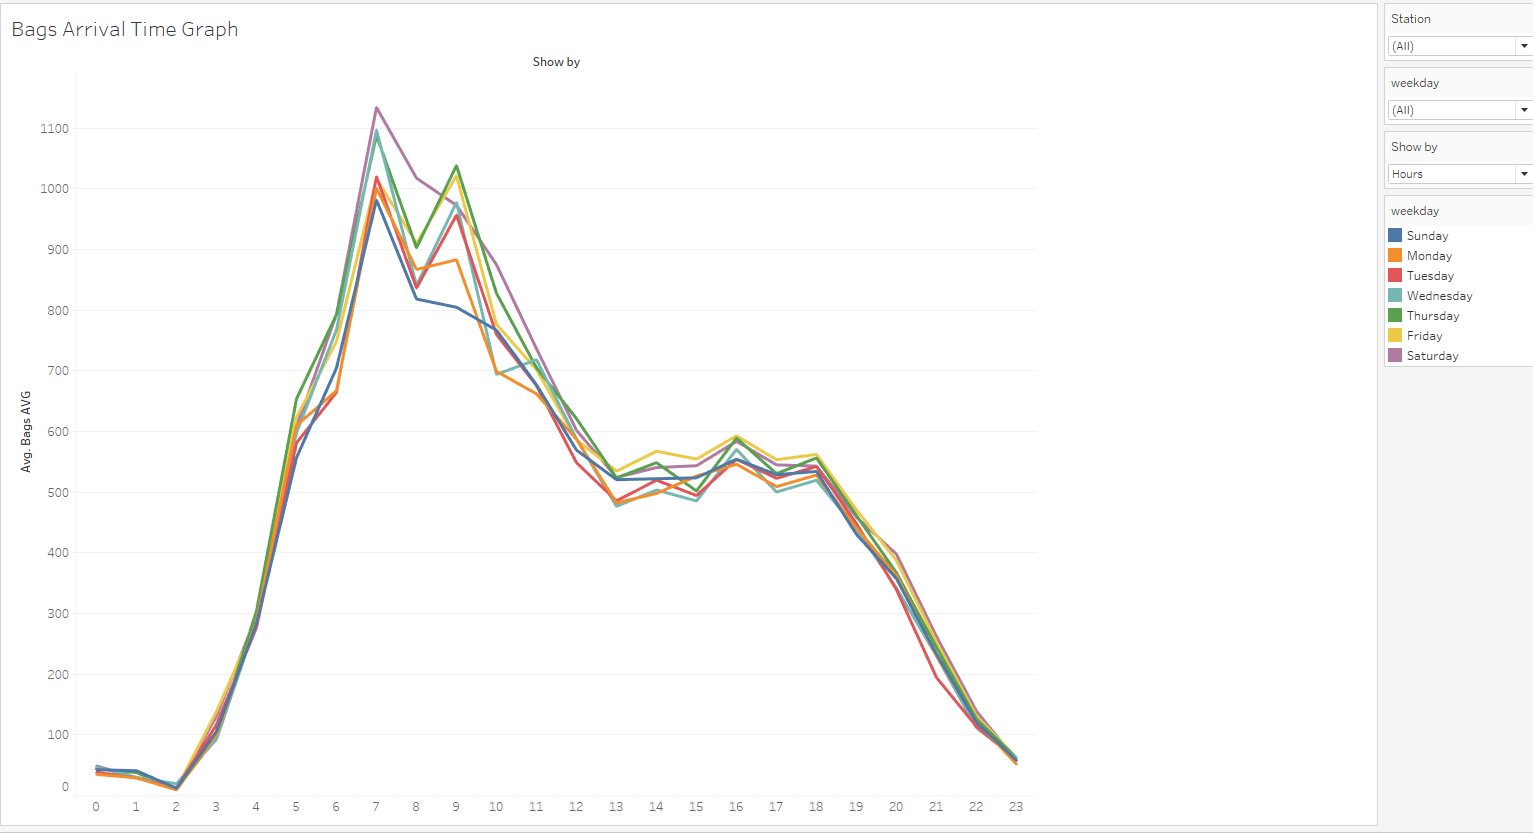 Bags Arrival Time Graph
Show by
Avg. Bags AVG
1100
1000
900
800
700
600
500
400
300
200
100
0
0 1 2 3 4 5 6 7 8 9 10 11 12 13 14 15 16 17 18 19 20 21 22 23
Station
(All)
weekday
(All)
Show by
Hours
weekday
Sunday
Monday
Tuesday
Wednesday
Thursday
Friday
Saturday